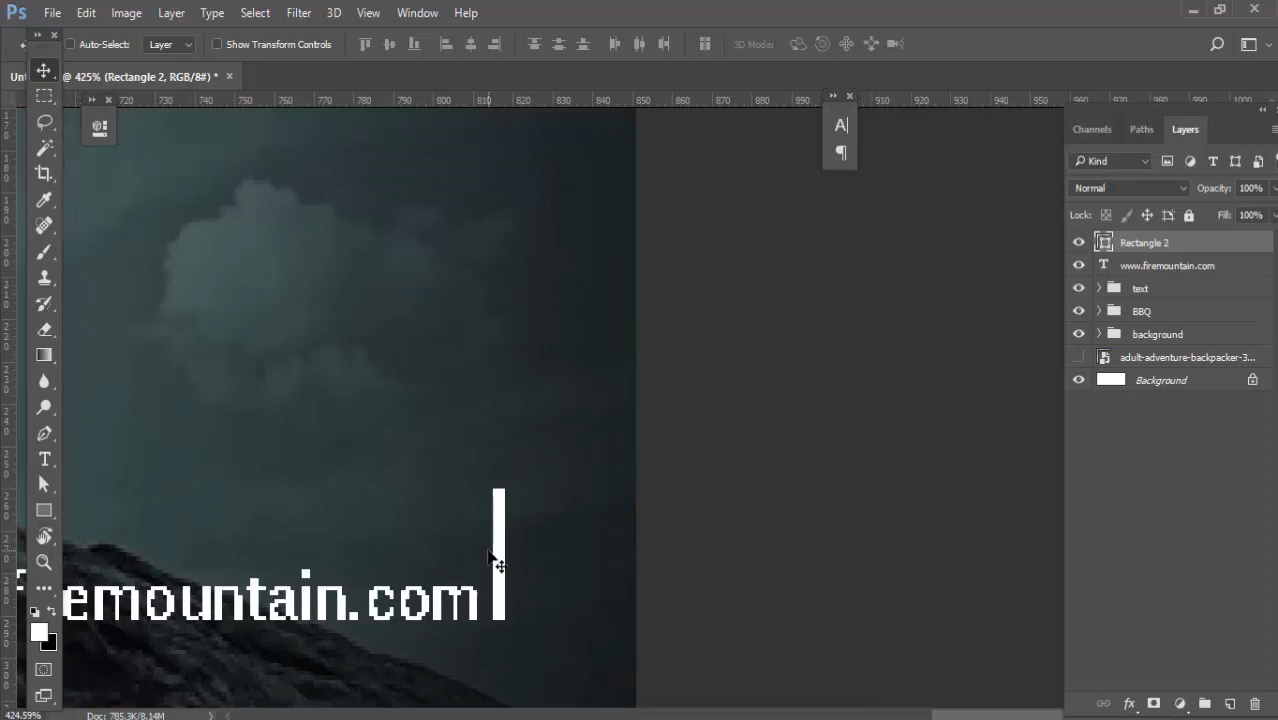 Ps File Edit Image Layer Type Select Filter 3D View Window Help
Auto-Select: Layer Show Transform Controls 3D Mode:
@ 425% (Rectangle 2, RGB/8#) *
720 730 740 750 760 770 780 790 800 810 820 830 840 850 860 870 880 890 910 920 930 940 950 960 970 980 990 1000
Channels Paths Layers
Kind
Normal Opacity: 100%
Lock: Fill: 100%
Rectangle 2
T www.firemountain.com
text
BBQ
background
adult-adventure-backpacker-3...
Background
firemountain.com
424.59% Doc: 785.3K/8.14M